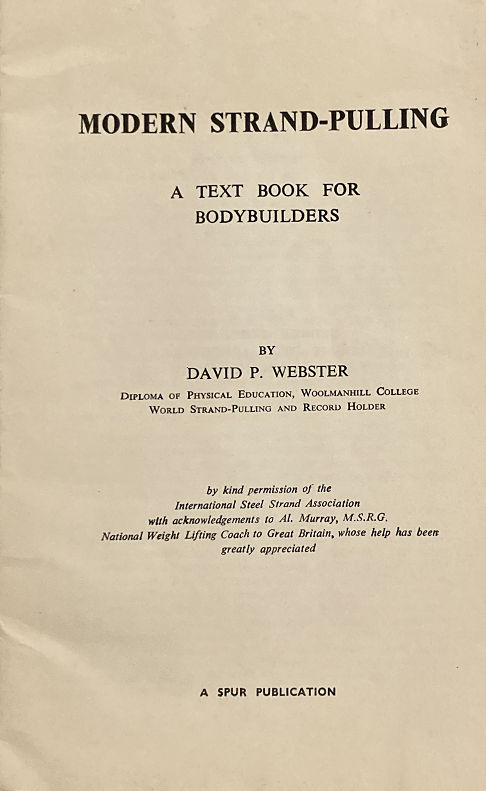 MODERN STRAND-PULLING
A TEXT BOOK FOR
BODYBUILDERS
BY
DAVID P. WEBSTER
DIPLOMA OF PHYSICAL EDUCATION, WOOLMANHILL COLLEGE
WORLD STRAND-PULLING AND RECORD HOLDER
by kind permission of the
International Steel Strand Association
with acknowledgements to Al. Murray, M.S.R.G.
National Weight Lifting Coach to Great Britain, whose help has been
greatly appreciated
A SPUR PUBLICATION